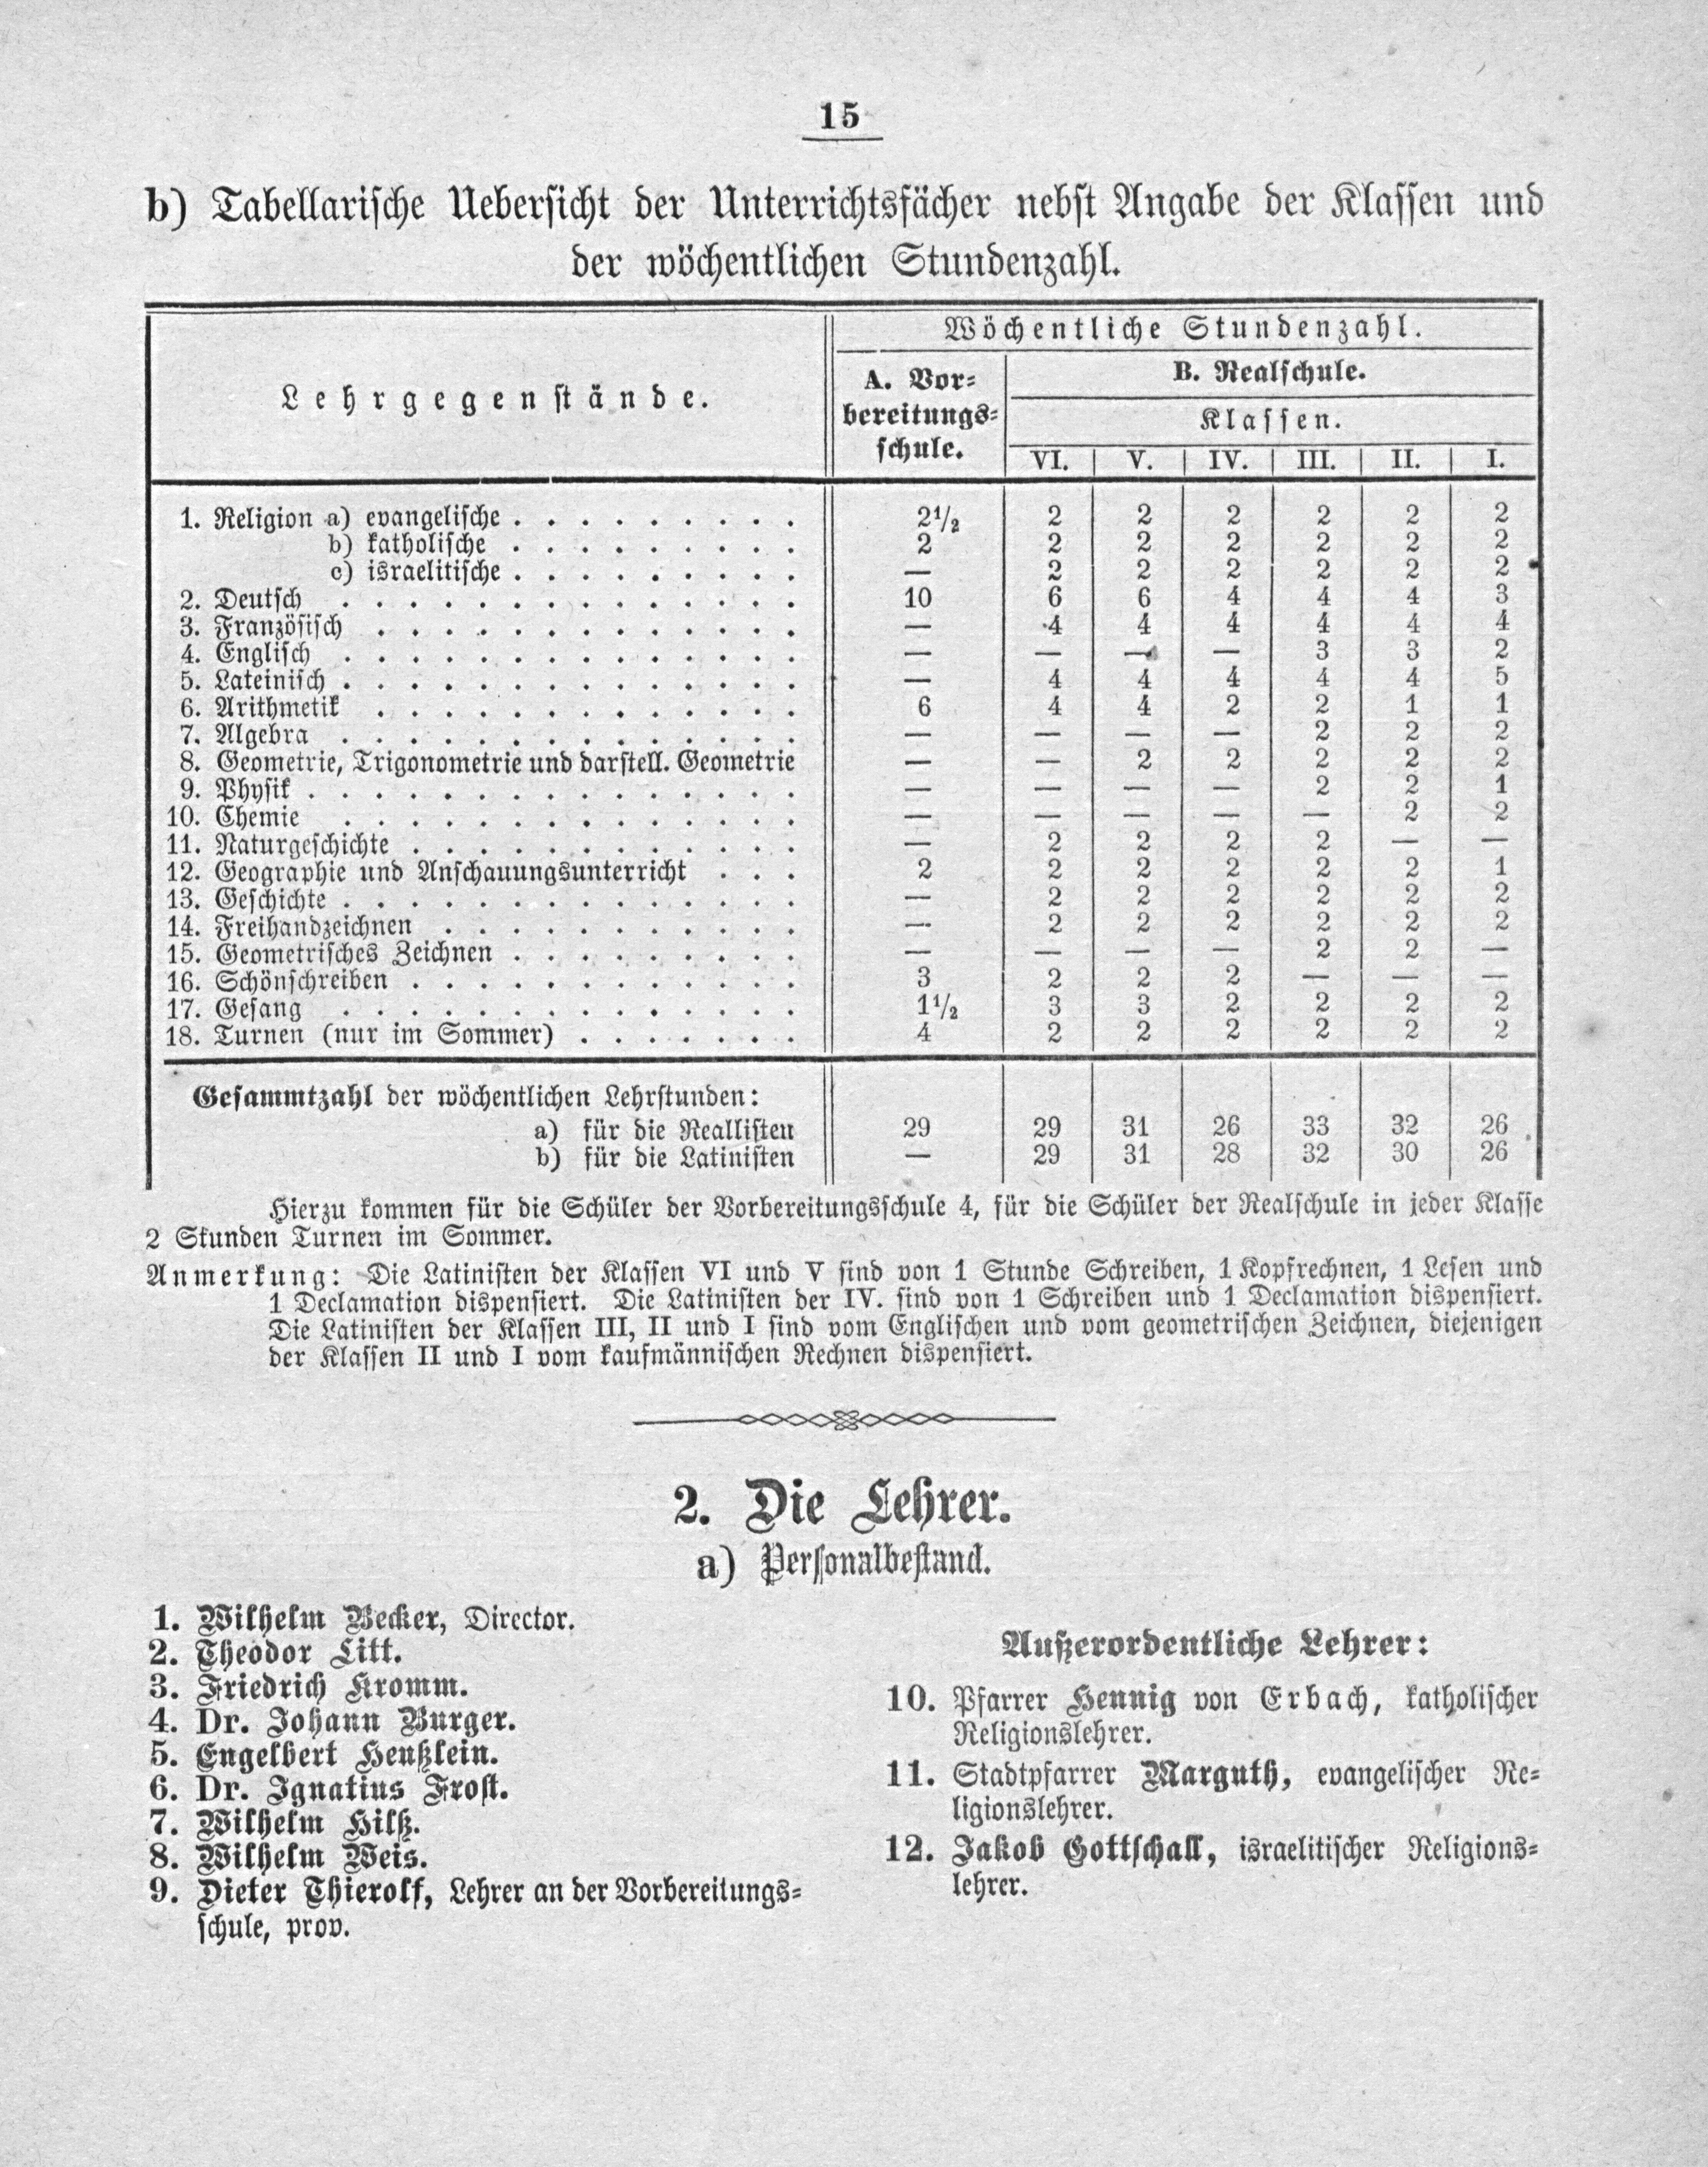 15
b) Tabellarische Uebersicht der Unterrichtsfächer nebst Angabe der Klassen und
der wöchentlichen Stundenzahl.
Lehrgegenstände. Wöchentliche Stundenzahl.
A. Vor-
bereitungs-
schule.
B. Realschule.
Klassen.
VI. V. IV. III. II. I.
1. Religion a) evangelische . . . . . . . . . 2½ 2 2 2 2 2 2
b) katholische . . . . . . . . . 2 2 2 2 2 2 2
c) israelitische . . . . . . . . . — 2 2 2 2 2 2
2. Deutsch . . . . . . . . . . . . . . 10 6 6 4 4 4 3
3. Französisch . . . . . . . . . . . . . — 4 4 4 4 4 4
4. Englisch . . . . . . . . . . . . . . — — — — 3 3 2
5. Lateinisch . . . . . . . . . . . . . . — 4 4 4 4 4 5
6. Arithmetik . . . . . . . . . . . . . 6 4 4 2 2 1 1
7. Algebra . . . . . . . . . . . . . . — — — — 2 2 2
8. Geometrie, Trigonometrie und darstell. Geometrie — — 2 2 2 2 2
9. Physik . . . . . . . . . . . . . . . — — — — 2 2 1
10. Chemie . . . . . . . . . . . . . . — — — — — 2 2
11. Naturgeschichte . . . . . . . . . . . . — 2 2 2 2 — —
12. Geographie und Anschauungsunterricht . . . 2 2 2 2 2 2 1
13. Geschichte . . . . . . . . . . . . . . — 2 2 2 2 2 2
14. Freihandzeichnen . . . . . . . . . . . — 2 2 2 2 2 2
15. Geometrisches Zeichnen . . . . . . . . . — — — — 2 2 —
16. Schönschreiben . . . . . . . . . . . . 3 2 2 2 — — —
17. Gesang . . . . . . . . . . . . . . 1½ 3 3 2 2 2 2
18. Turnen (nur im Sommer) . . . . . . . 4 2 2 2 2 2 2
Gesammtzahl der wöchentlichen Lehrstunden:
a) für die Reallisten 29 29 31 26 33 32 26
b) für die Latinisten — 29 31 28 32 30 26
Hierzu kommen für die Schüler der Vorbereitungsschule 4, für die Schüler der Realschule in jeder Klasse
2 Stunden Turnen im Sommer.
Anmerkung: Die Latinisten der Klassen VI und V sind von 1 Stunde Schreiben, 1 Kopfrechnen, 1 Lesen und
1 Declamation dispensiert. Die Latinisten der IV. sind von 1 Schreiben und 1 Declamation dispensiert.
Die Latinisten der Klassen III, II und I sind vom Englischen und vom geometrischen Zeichnen, diejenigen
der Klassen II und I vom kaufmännischen Rechnen dispensiert.
2. Die Lehrer.
a) Personalbestand.
1. Wilhelm Becker, Director.
2. Theodor Litt.
3. Friedrich Kromm.
4. Dr. Johann Burger.
5. Engelbert Heußlein.
6. Dr. Ignatius Frost.
7. Wilhelm Hilß.
8. Wilhelm Weis.
9. Dieter Thierolf, Lehrer an der Vorbereitungs-
schule, prov.
Außerordentliche Lehrer:
10. Pfarrer Hennig von Erbach, katholischer
Religionslehrer.
11. Stadtpfarrer Marguth, evangelischer Re-
ligionslehrer.
12. Jakob Gottschall, israelitischer Religions-
lehrer.